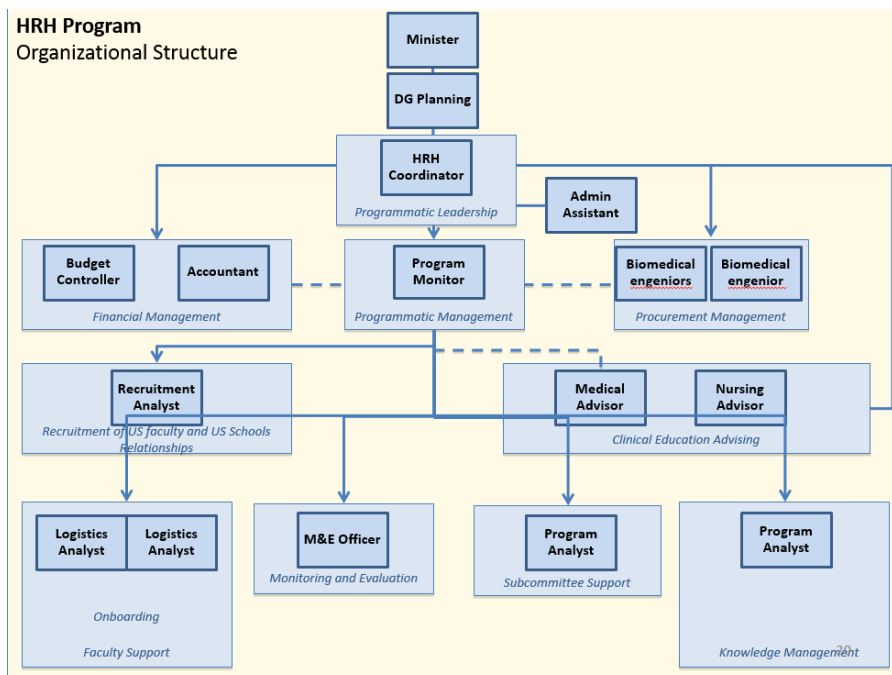 HRH Program
Organizational Structure
Minister
DG Planning
HRH
Coordinator
Programmatic Leadership
Admin
Assistant
Budget
Controller
Accountant
Financial Management
Program
Monitor
Programmatic Management
Biomedical
engeniors
Biomedical
engenior
Procurement Management
Recruitment
Analyst
Recruitment of US faculty and US Schools
Relationships
Medical
Advisor
Nursing
Advisor
Clinical Education Advising
Logistics
Analyst
Logistics
Analyst
Onboarding
Faculty Support
M&E Officer
Monitoring and Evaluation
Program
Analyst
Subcommittee Support
Program
Analyst
Knowledge Management
20